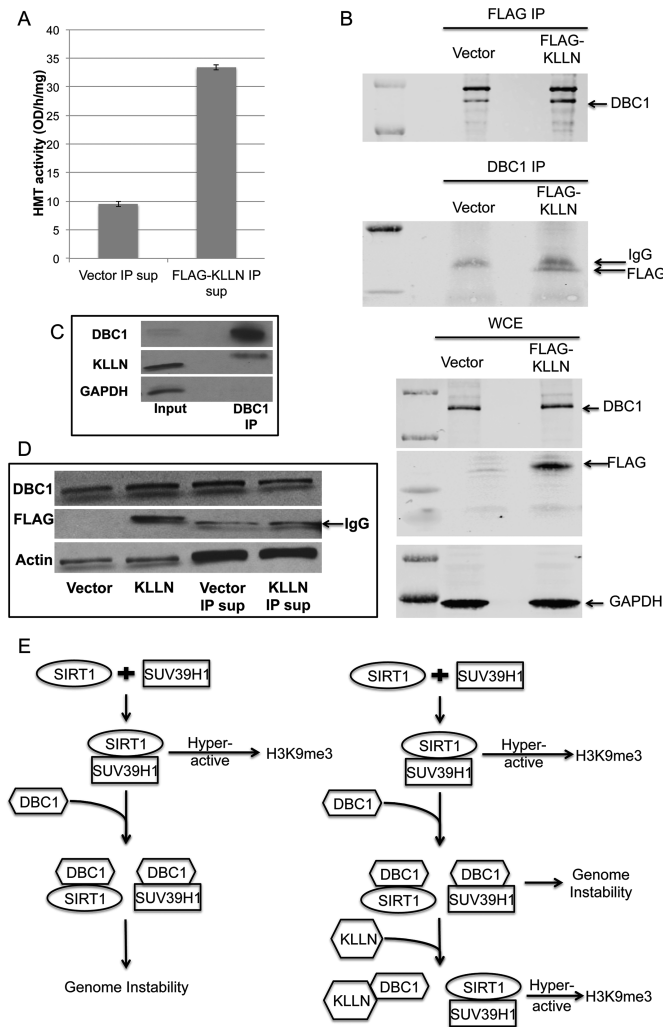 A
HMT activity (OD/h/mg)
40
35
30
25
20
15
10
5
0
Vector IP sup
FLAG-KLLN IP
sup
B
FLAG IP
Vector
FLAG-
KLLN
DBC1
DBC1 IP
Vector
FLAG-
KLLN
IgG
FLAG
WCE
Vector
FLAG-
KLLN
DBC1
FLAG
GAPDH
C
DBC1
KLLN
GAPDH
Input
DBC1
IP
D
DBC1
FLAG
IgG
Actin
Vector
KLLN
Vector
IP sup
KLLN
IP sup
E
SIRT1
SUV39H1
SIRT1
SUV39H1
Hyper-
active
H3K9me3
DBC1
DBC1
SIRT1
DBC1
SUV39H1
Genome Instability
SIRT1
SUV39H1
SIRT1
SUV39H1
Hyper-
active
H3K9me3
DBC1
DBC1
SIRT1
DBC1
SUV39H1
Genome
Instability
KLLN
KLLN
DBC1
SIRT1
SUV39H1
Hyper-
active
H3K9me3